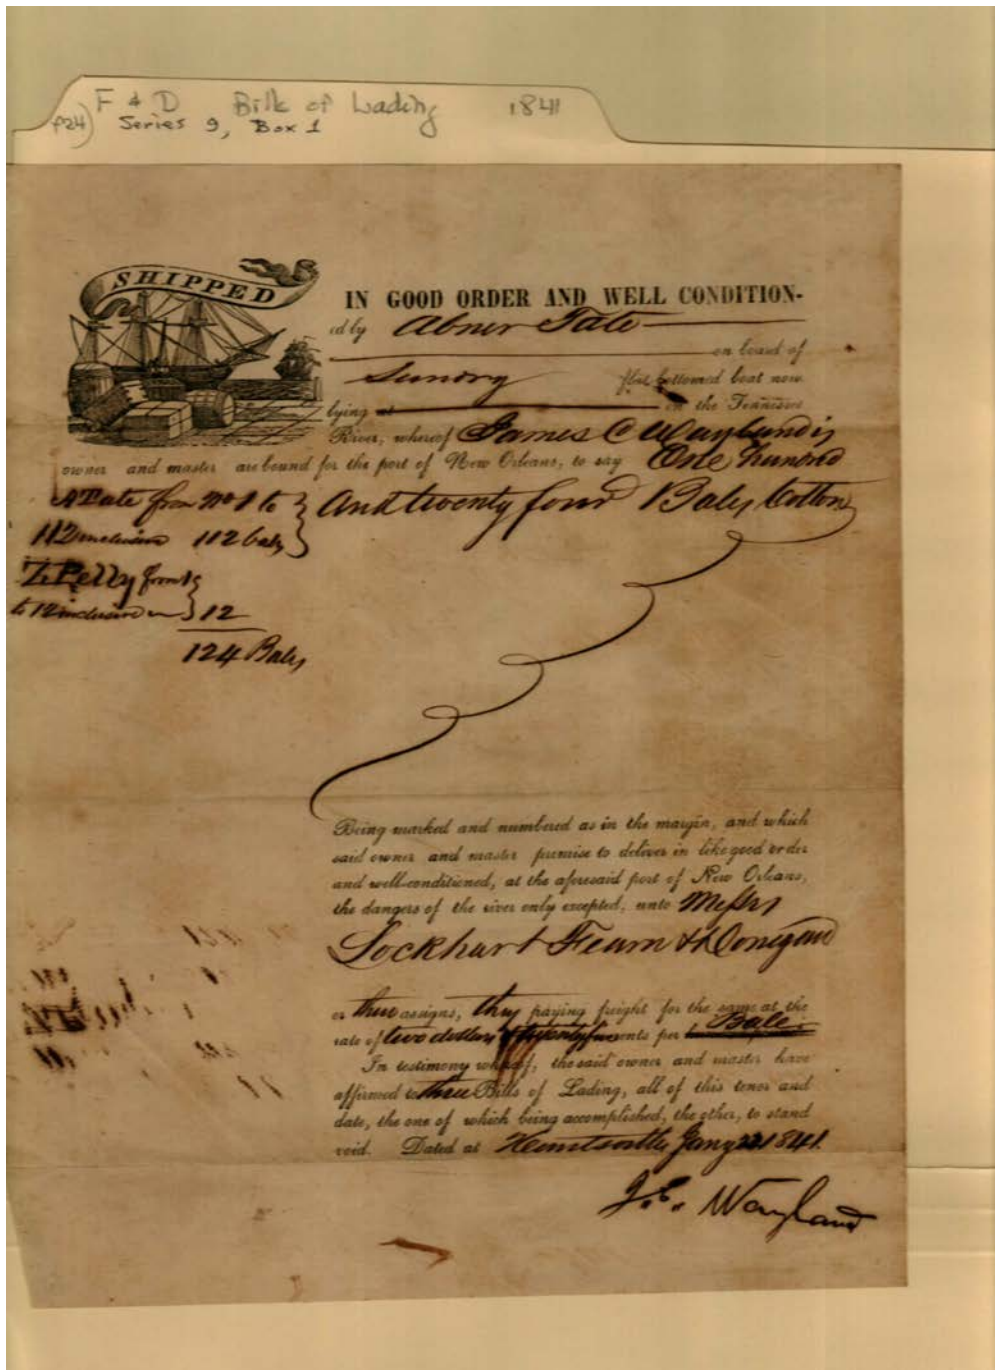 F & D Bills of Lading 1841
f24) Series 9, Box 1
SHIPPED
IN GOOD ORDER AND WELL CONDITION-
ed by Abner Tate
on board of
Sundry flat bottomed boat now
lying at on the Tennessee
River, whereof James C Wayland is
owner and master are bound for the port of New Orleans, to say One hundred
And twenty four Bales Cotton
A Tate from No 1 to
112 inclusive 112 bales
from 1
to 12 inclusive 12
124 Bales
Being marked and numbered as in the margin, and which
said owner and master promise to deliver in like good order
and well-conditioned, at the aforesaid port of New Orleans,
the dangers of the river only excepted, unto Messrs
Lockhart Fearn & Donegan
or their assigns, they paying freight for the same at the
rate of two dollars & twenty five cents per Bale
In testimony whereof, the said owner and master have
affirmed to three Bills of Lading, all of this tenor and
date, the one of which being accomplished, the other, to stand
void. Dated at Huntsville Jany 22 1841.
J. C. Wayland